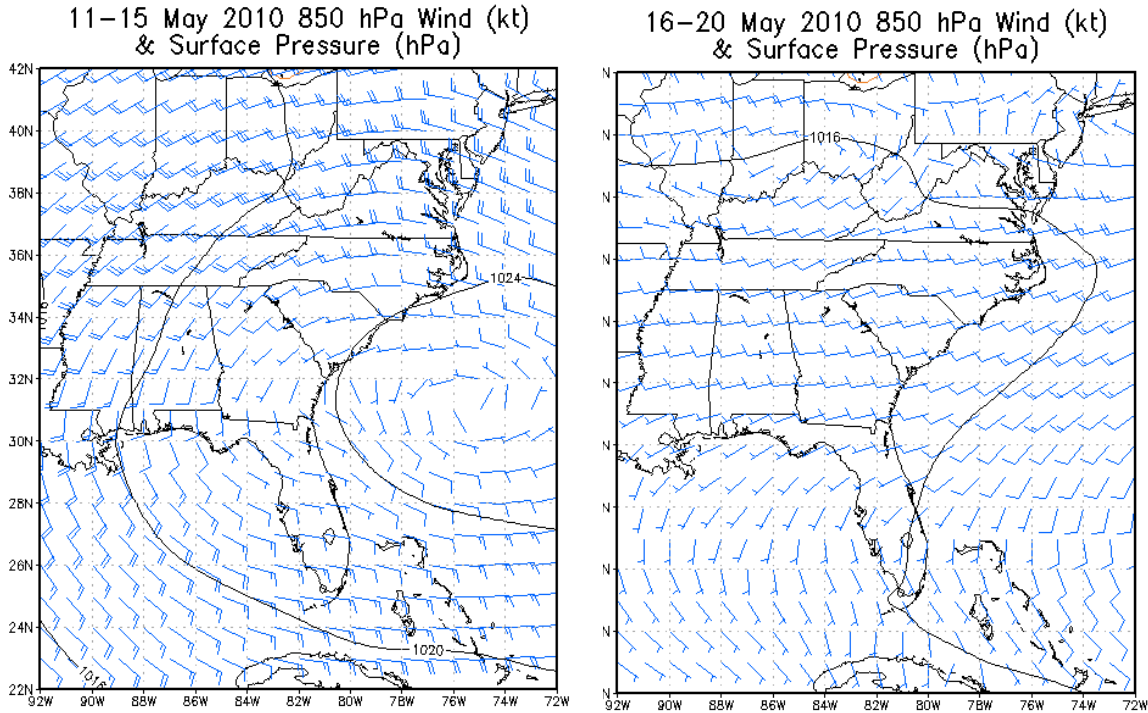 11-15 May 2010 850 hPa Wind (kt)
& Surface Pressure (hPa)
42N
40N
38N
36N
34N
32N
30N
28N
26N
24N
22N
92W
90W
88W
86W
84W
82W
80W
78W
76W
74W
72W
1024
1020
1016
1016
16-20 May 2010 850 hPa Wind (kt)
& Surface Pressure (hPa)
N
N
N
N
N
N
N
N
N
N
N
92W
90W
88W
86W
84W
82W
80W
78W
76W
74W
72W
1016